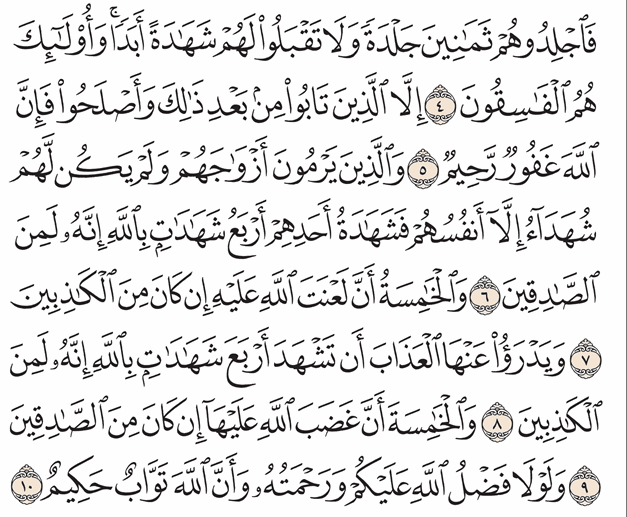 فَٱجْلِدُوهُمْ ثَمَٰنِينَ جَلْدَةً وَلَا تَقْبَلُوا۟ لَهُمْ شَهَٰدَةً أَبَدًا ۚ وَأُو۟لَٰٓئِكَ
هُمُ ٱلْفَٰسِقُونَ ٤ إِلَّا ٱلَّذِينَ تَابُوا۟ مِنۢ بَعْدِ ذَٰلِكَ وَأَصْلَحُوا۟ فَإِنَّ
ٱللَّهَ غَفُورٌ رَّحِيمٌ ٥ وَٱلَّذِينَ يَرْمُونَ أَزْوَٰجَهُمْ وَلَمْ يَكُن لَّهُمْ
شُهَدَآءُ إِلَّآ أَنفُسُهُمْ فَشَهَٰدَةُ أَحَدِهِمْ أَرْبَعُ شَهَٰدَٰتٍۭ بِٱللَّهِ إِنَّهُۥ لَمِنَ
ٱلصَّٰدِقِينَ ٦ وَٱلْخَٰمِسَةُ أَنَّ لَعْنَتَ ٱللَّهِ عَلَيْهِ إِن كَانَ مِنَ ٱلْكَٰذِبِينَ
٧ وَيَدْرَؤُا۟ عَنْهَا ٱلْعَذَابَ أَن تَشْهَدَ أَرْبَعَ شَهَٰدَٰتٍۭ بِٱللَّهِ إِنَّهُۥ لَمِنَ
ٱلْكَٰذِبِينَ ٨ وَٱلْخَٰمِسَةَ أَنَّ غَضَبَ ٱللَّهِ عَلَيْهَآ إِن كَانَ مِنَ ٱلصَّٰدِقِينَ
٩ وَلَوْلَا فَضْلُ ٱللَّهِ عَلَيْكُمْ وَرَحْمَتُهُۥ وَأَنَّ ٱللَّهَ تَوَّابٌ حَكِيمٌ ١٠